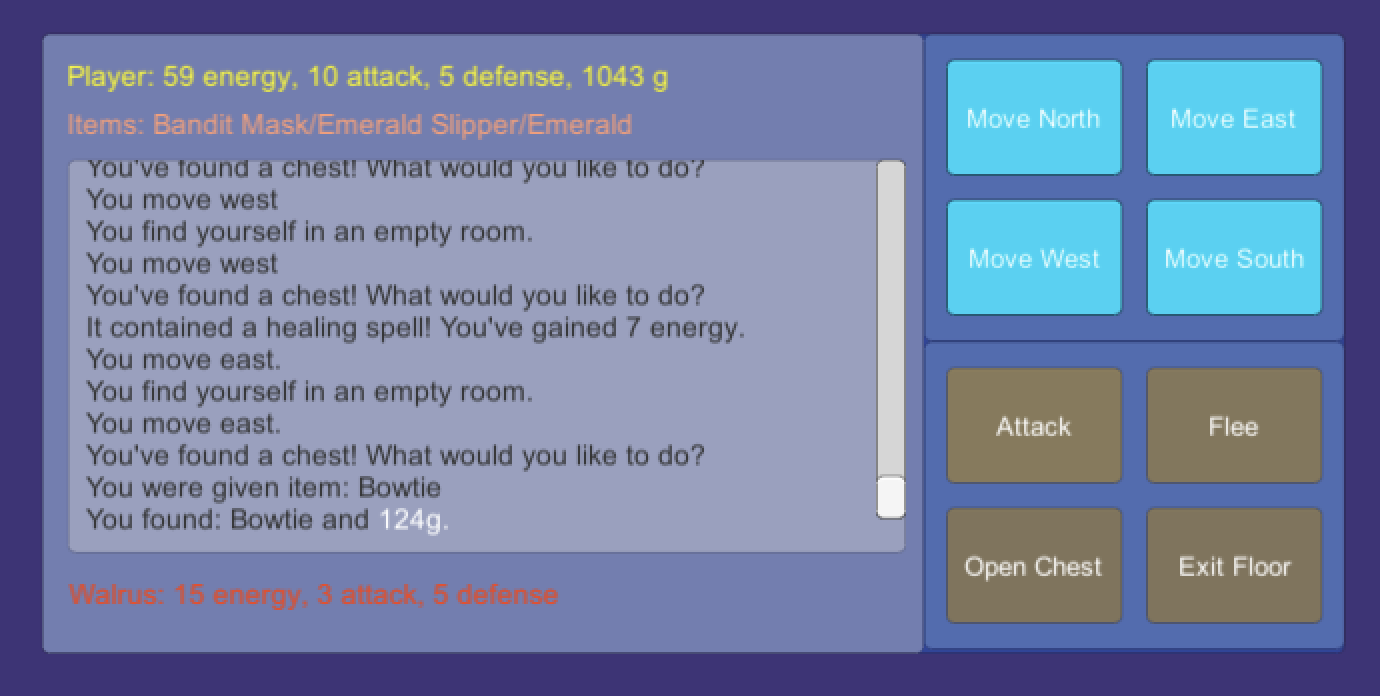 Player: 59 energy, 10 attack, 5 defense, 1043 g
Items: Bandit Mask/Emerald Slipper/Emerald
You've found a chest! What would you like to do?
You move west
You find yourself in an empty room.
You move west
You've found a chest! What would you like to do?
It contained a healing spell! You've gained 7 energy.
You move east.
You find yourself in an empty room.
You move east.
You've found a chest! What would you like to do?
You were given item: Bowtie
You found: Bowtie and 124g.
Walrus: 15 energy, 3 attack, 5 defense
Move North
Move East
Move West
Move South
Attack
Flee
Open Chest
Exit Floor